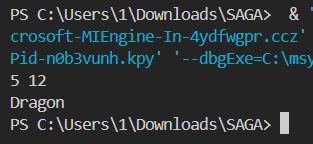 PS C:\Users\1\Downloads\SAGA>  & '
crosoft-MIEngine-In-4ydfwgpr.ccz'
Pid-n0b3vunh.kpy' '--dbgExe=C:\msy
5 12
Dragon
PS C:\Users\1\Downloads\SAGA>